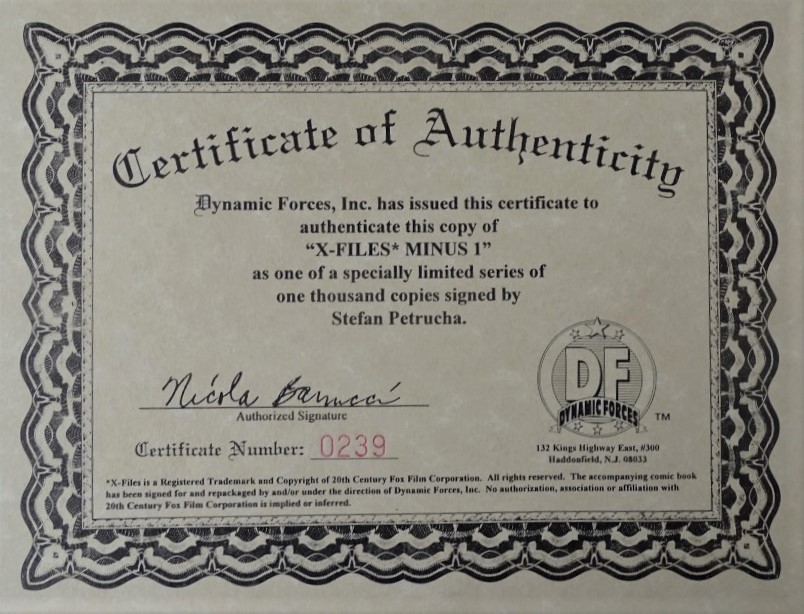 Certificate of Authenticity
Dynamic Forces, Inc. has issued this certificate to
authenticate this copy of
“X-FILES* MINUS 1”
as one of a specially limited series of
one thousand copies signed by
Stefan Petrucha.
Nicola Barrucci
Authorized Signature
Certificate Number: 0239
DF
DYNAMIC FORCES
TM
132 Kings Highway East, #300
Haddonfield, N.J. 08033
*X-Files is a Registered Trademark and Copyright of 20th Century Fox Film Corporation. All rights reserved. The accompanying comic book
has been signed for and repackaged by and/or under the direction of Dynamic Forces, Inc. No authorization, association or affiliation with
20th Century Fox Film Corporation is implied or inferred.